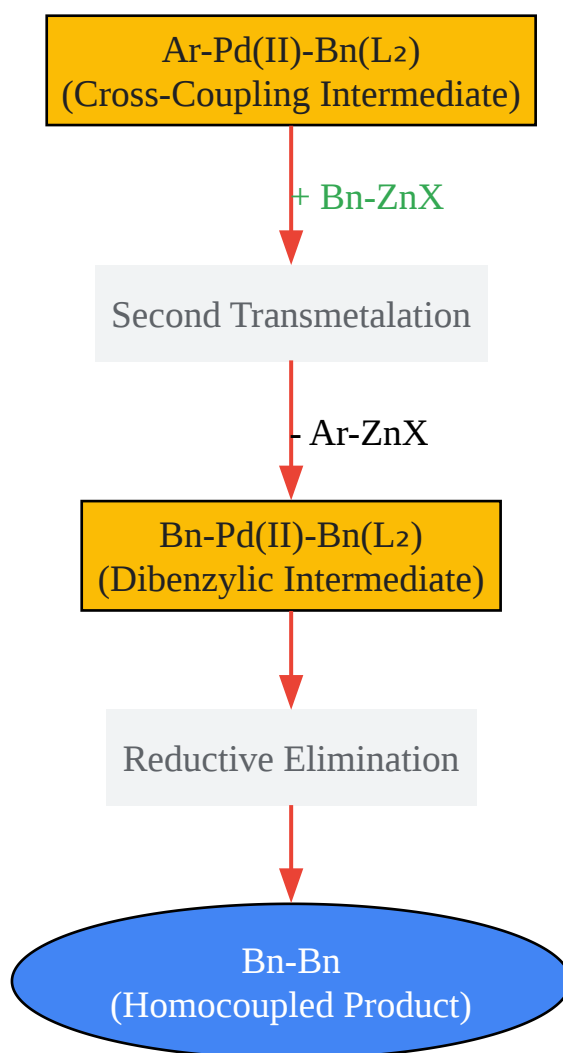 Ar-Pd(II)-Bn(L₂)
(Cross-Coupling Intermediate)
+ Bn-ZnX
Second Transmetalation
- Ar-ZnX
Bn-Pd(II)-Bn(L₂)
(Dibenzylic Intermediate)
Reductive Elimination
Bn-Bn
(Homocoupled Product)